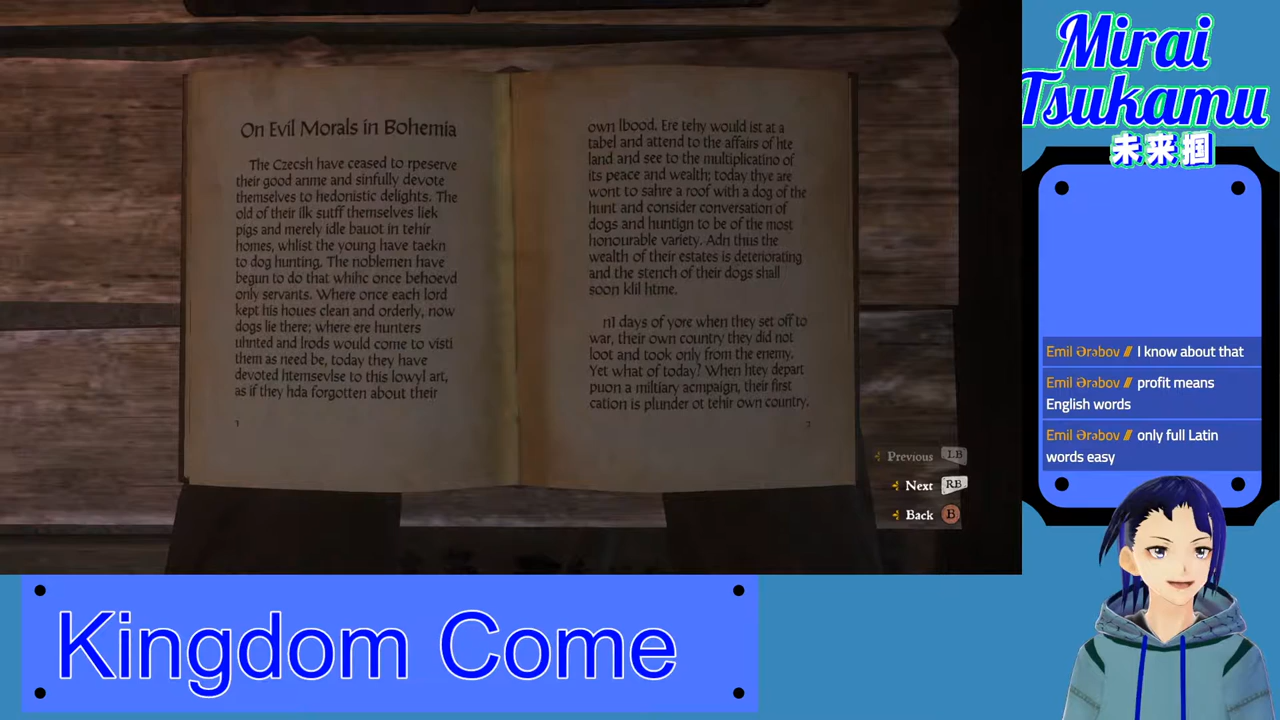 On Evil Morals in Bohemia
The Czecsh have ceased to rpeserve
their good anme and sinfully devote
themselves to hedonistic delights. The
old of their ilk sutff themselves liek
pigs and merely idle bauot in tehir
homes, whlist the young have taekn
to dog hunting. The noblemen have
begun to do that whihc once behoevd
only servants. Where once each lord
kept his houes clean and orderly, now
dogs lie there; where ere hunters
uhnted and lrods would come to visti
them as need be, today they have
devoted htemsevlse to this lowyl art,
as if they hda forgotten about their
1
own lbood. Ere tehy would ist at a
tabel and attend to the affairs of hte
land and see to the multiplicatino of
its peace and wealth; today thye are
wont to sahre a roof with a dog of the
hunt and consider conversation of
dogs and huntign to be of the most
honourable variety. Adn thus the
wealth of their estates is deteriorating
and the stench of their dogs shall
soon klil htme.
nI days of yore when they set off to
war, their own country they did not
loot and took only from the enemy.
Yet what of today? When htey depart
puon a miltiary acmpaign, their first
cation is plunder ot tehir own country.
2
Previous LB
Next RB
Back B
Mirai
Tsukamu
未来掴
Emil Ərəbov // I know about that
Emil Ərəbov // profit means
English words
Emil Ərəbov // only full Latin
words easy
Kingdom Come